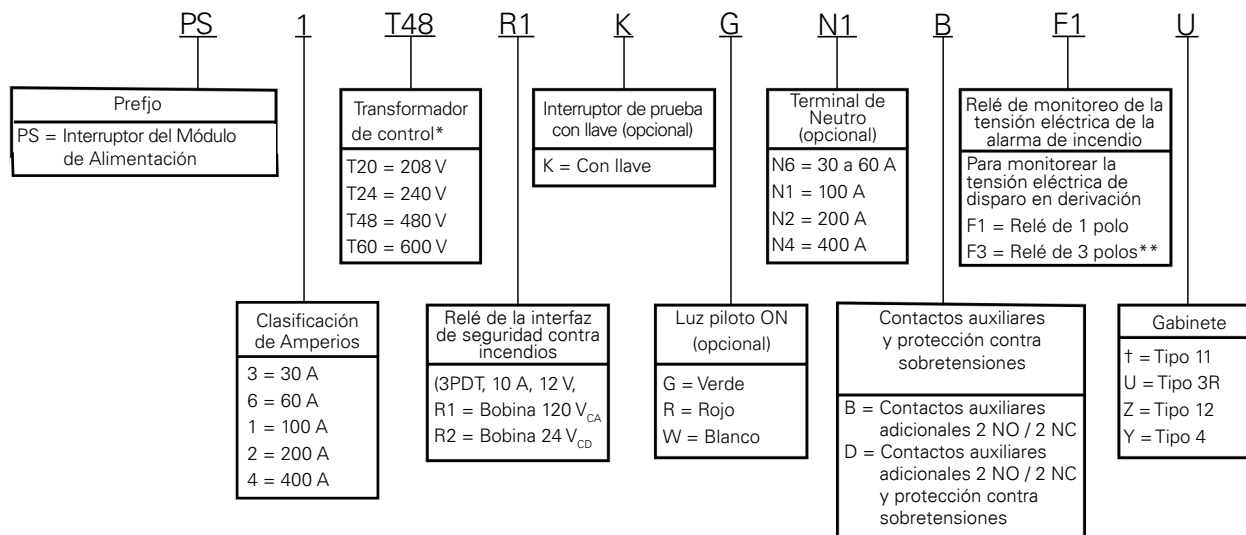 PS 1 T48 R1 K G N1 B F1 U
Prefjo
PS = Interruptor del Módulo
de Alimentación
Transformador
de control*
T20 = 208 V
T24 = 240 V
T48 = 480 V
T60 = 600 V
Interruptor de prueba
con llave (opcional)
K = Con llave
Terminal de
Neutro
(opcional)
N6 = 30 a 60 A
N1 = 100 A
N2 = 200 A
N4 = 400 A
Relé de monitoreo de la
tensión eléctrica de la
alarma de incendio
Para monitorear la
tensión eléctrica de
disparo en derivación
F1 = Relé de 1 polo
F3 = Relé de 3 polos**
Clasificación
de Amperios
3 = 30 A
6 = 60 A
1 = 100 A
2 = 200 A
4 = 400 A
Relé de la interfaz
de seguridad contra
incendios
(3PDT, 10 A, 12 V,
R1 = Bobina 120 VCA
R2 = Bobina 24 VCD
Luz piloto ON
(opcional)
G = Verde
R = Rojo
W = Blanco
Contactos auxiliares
y protección contra
sobretensiones
B = Contactos auxiliares
adicionales 2 NO / 2 NC
D = Contactos auxiliares
adicionales 2 NO / 2 NC
y protección contra
sobretensiones
Gabinete
† = Tipo 11
U = Tipo 3R
Z = Tipo 12
Y = Tipo 4